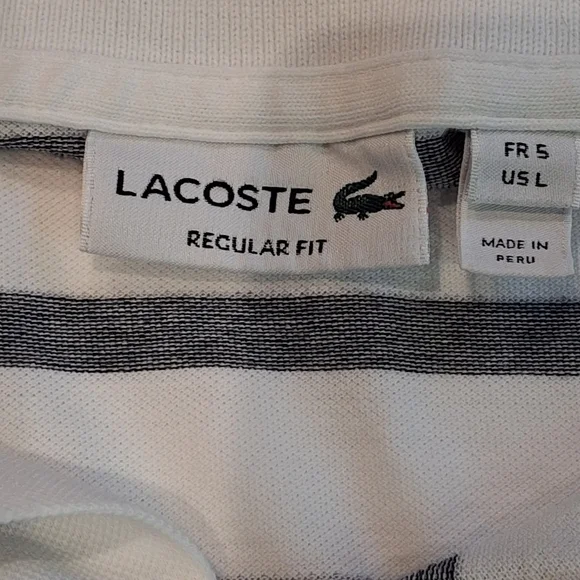 LACOSTE
REGULAR FIT
FR 5
US L
MADE IN
PERU